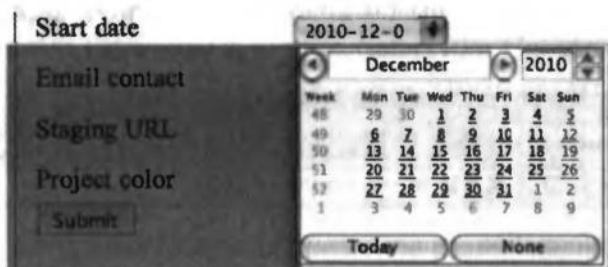 Start date 2010-12-0
December 2010
Email contact
Week Mon Tue Wed Thu Fri Sat Sun
48 29 30 1 2 3 4 5
Staging URL
49 6 7 8 9 10 11 12
50 13 14 15 16 17 18 19
51 20 21 22 23 24 25 26
Project color
52 27 28 29 30 31 1 2
1 3 4 5 6 7 8 9
Submit
Today None